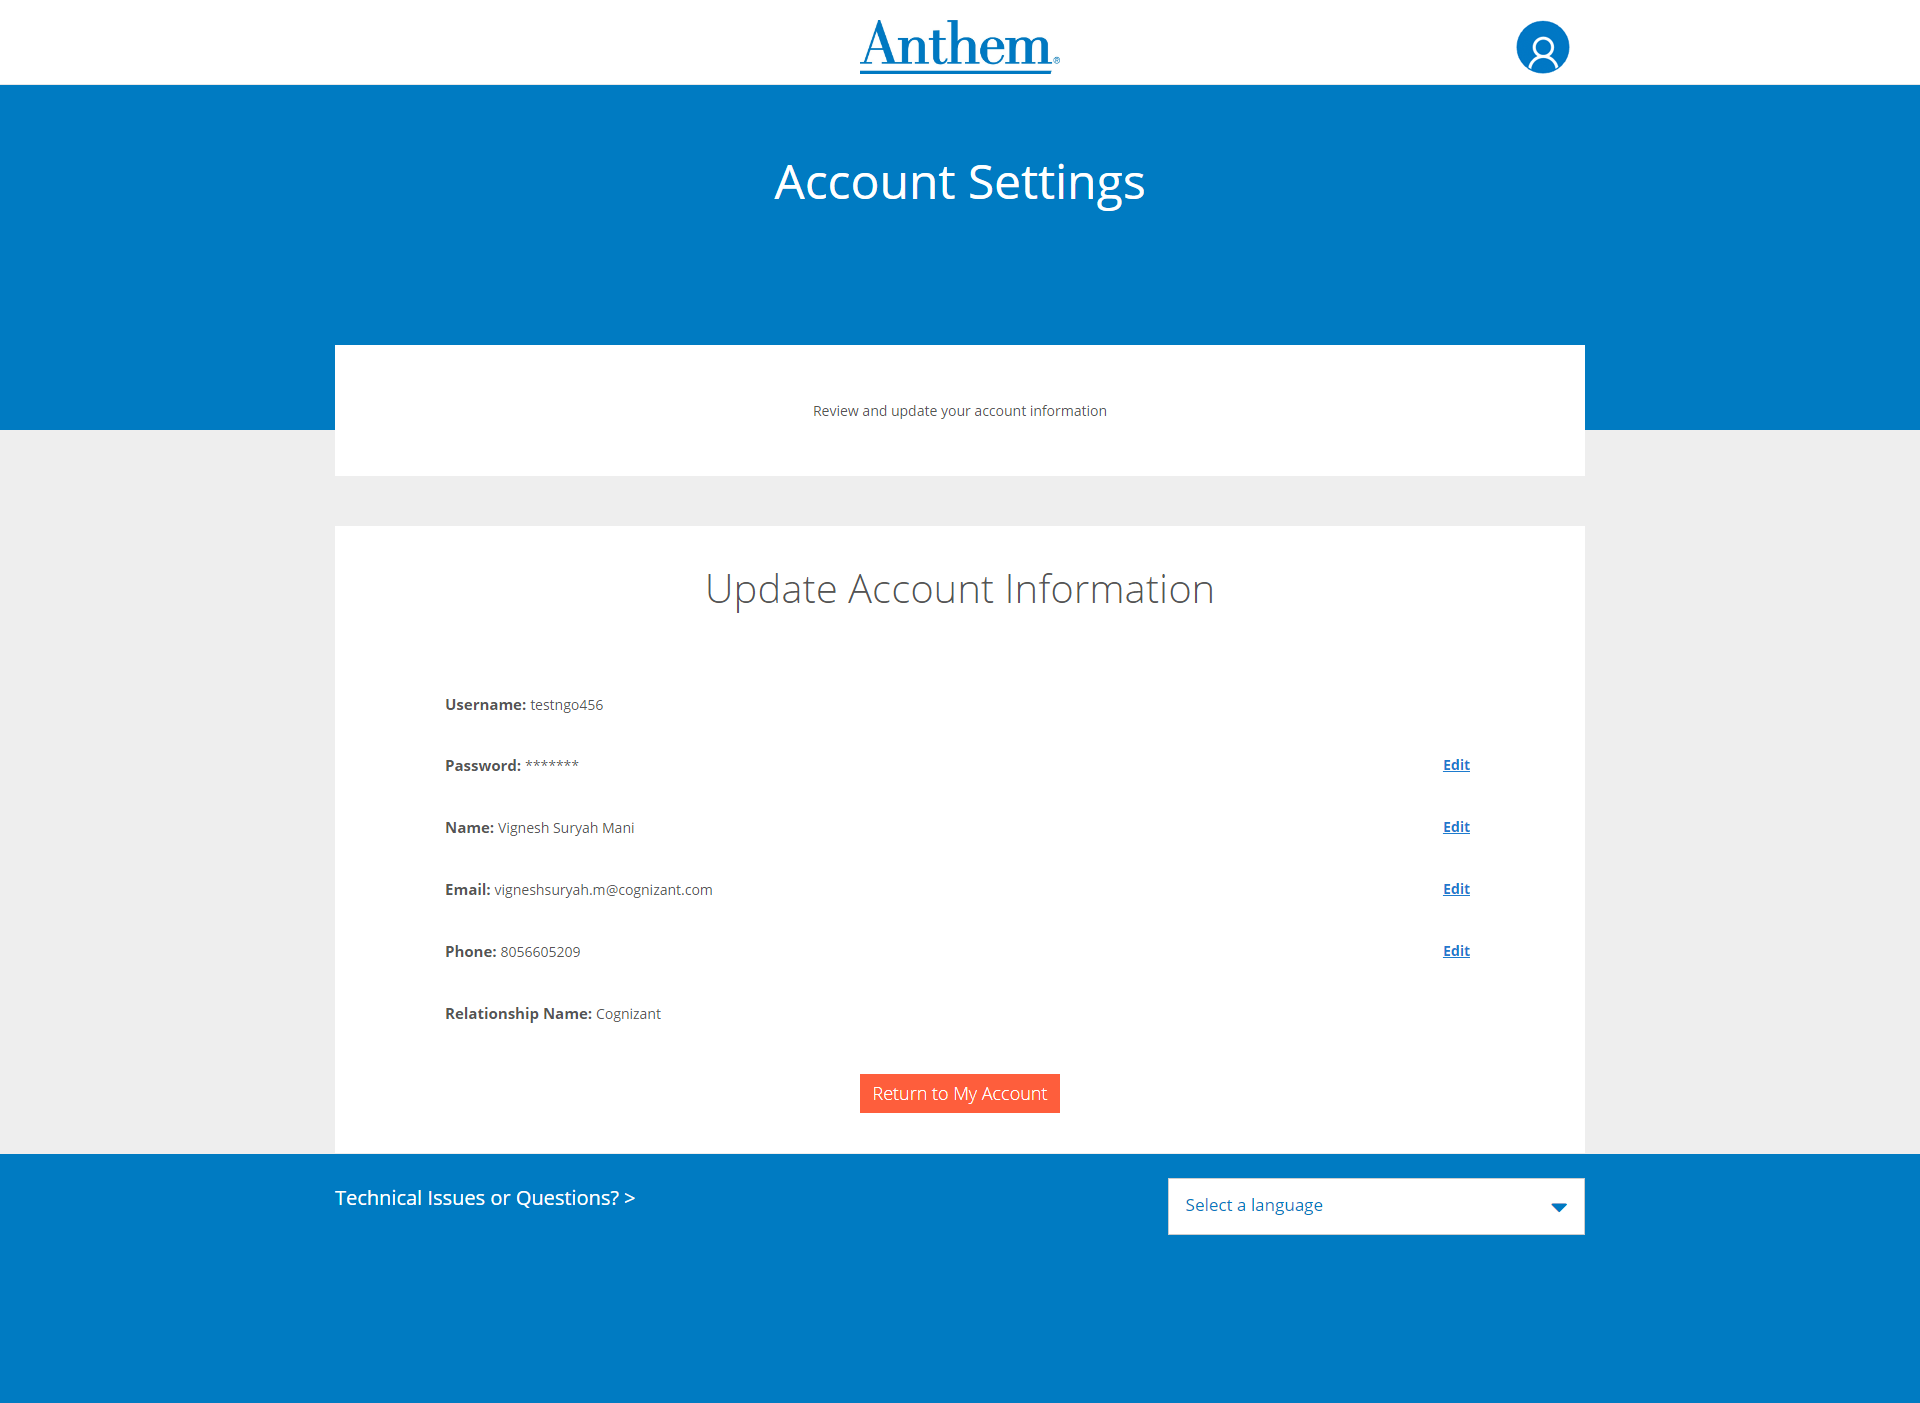 Anthem®
Account Settings
Review and update your account information
Update Account Information
Username: testngo456
Password: *******
Edit
Name: Vignesh Suryah Mani
Edit
Email: vigneshsuryah.m@cognizant.com
Edit
Phone: 8056605209
Edit
Relationship Name: Cognizant
Return to My Account
Technical Issues or Questions? >
Select a language